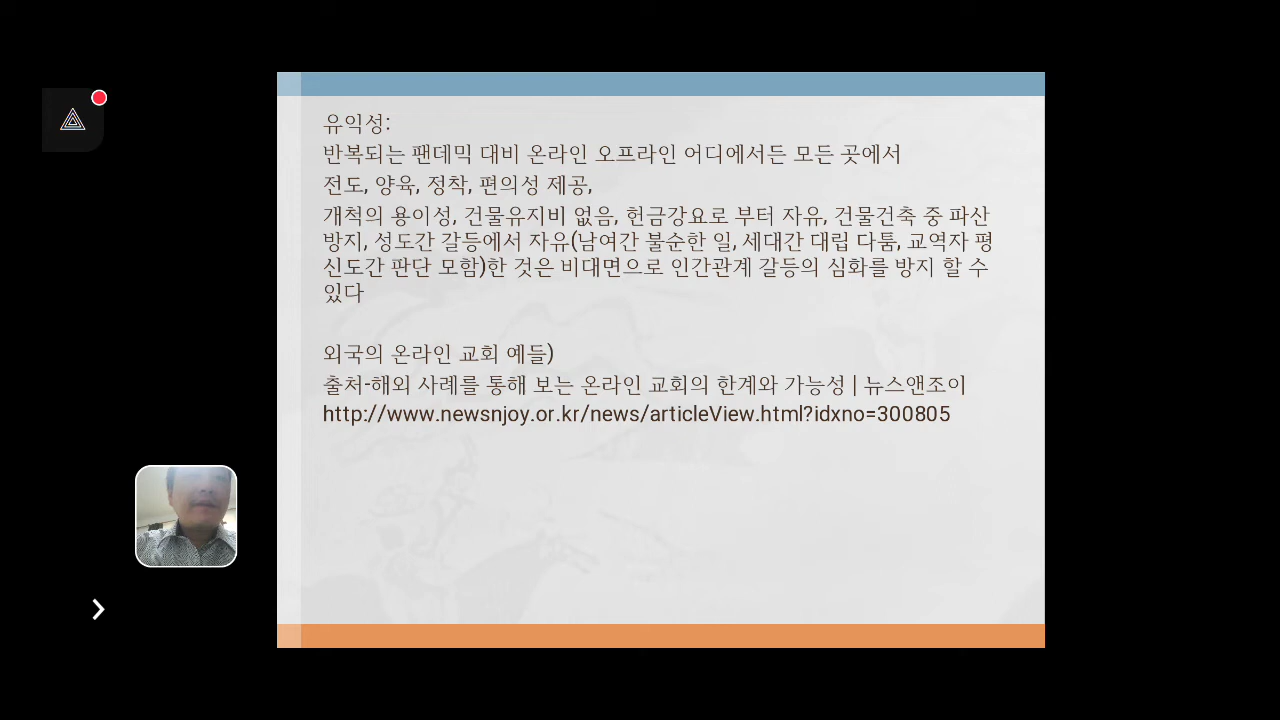 유익성:
반복되는 팬데믹 대비 온라인 오프라인 어디에서든 모든 곳에서
전도, 양육, 정착, 편의성 제공,
개척의 용이성, 건물유지비 없음, 헌금강요로 부터 자유, 건물건축 중 파산
방지, 성도간 갈등에서 자유(남여간 불순한 일, 세대간 대립 다툼, 교역자 평
신도간 판단 모함)한 것은 비대면으로 인간관계 갈등의 심화를 방지 할 수
있다
외국의 온라인 교회 예들)
출처-해외 사례를 통해 보는 온라인 교회의 한계와 가능성 | 뉴스앤조이
http://www.newsnjoy.or.kr/news/articleView.html?idxno=300805